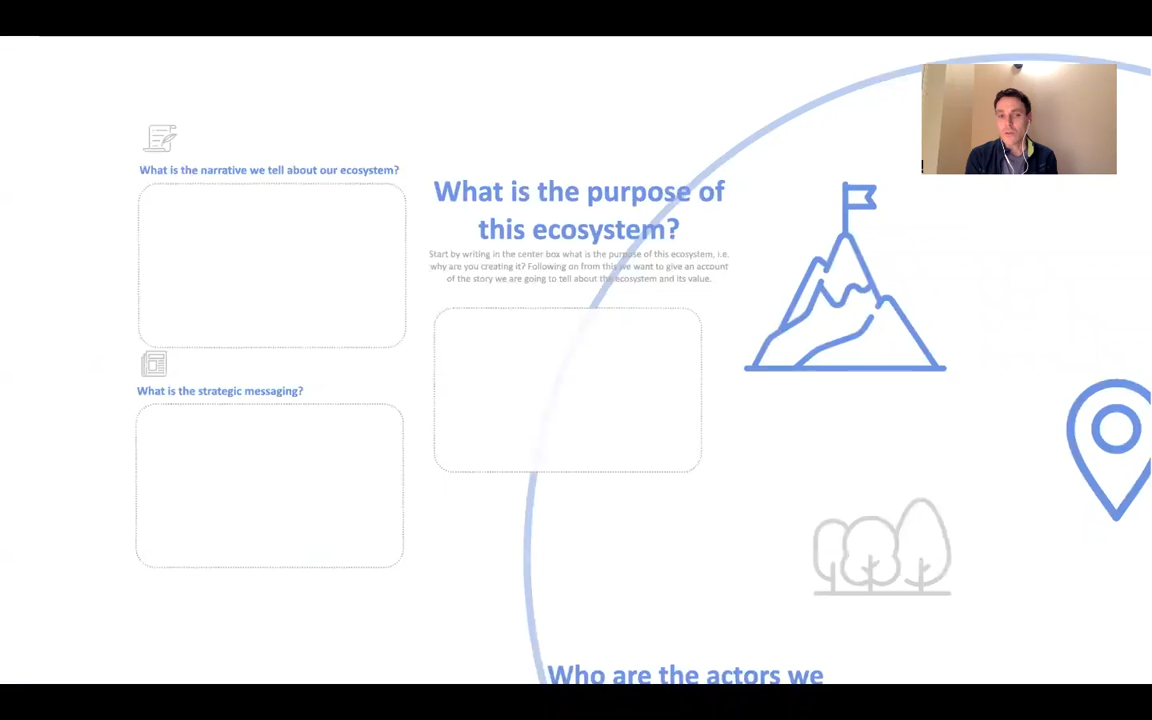 What is the narrative we tell about our ecosystem?
What is the strategic messaging?
What is the purpose of
this ecosystem?
Start by writing in the center box what is the purpose of this ecosystem, i.e.
why are you creating it? Following on from this we want to give an account
of the story we are going to tell about this ecosystem and its value.
Who are the actors we